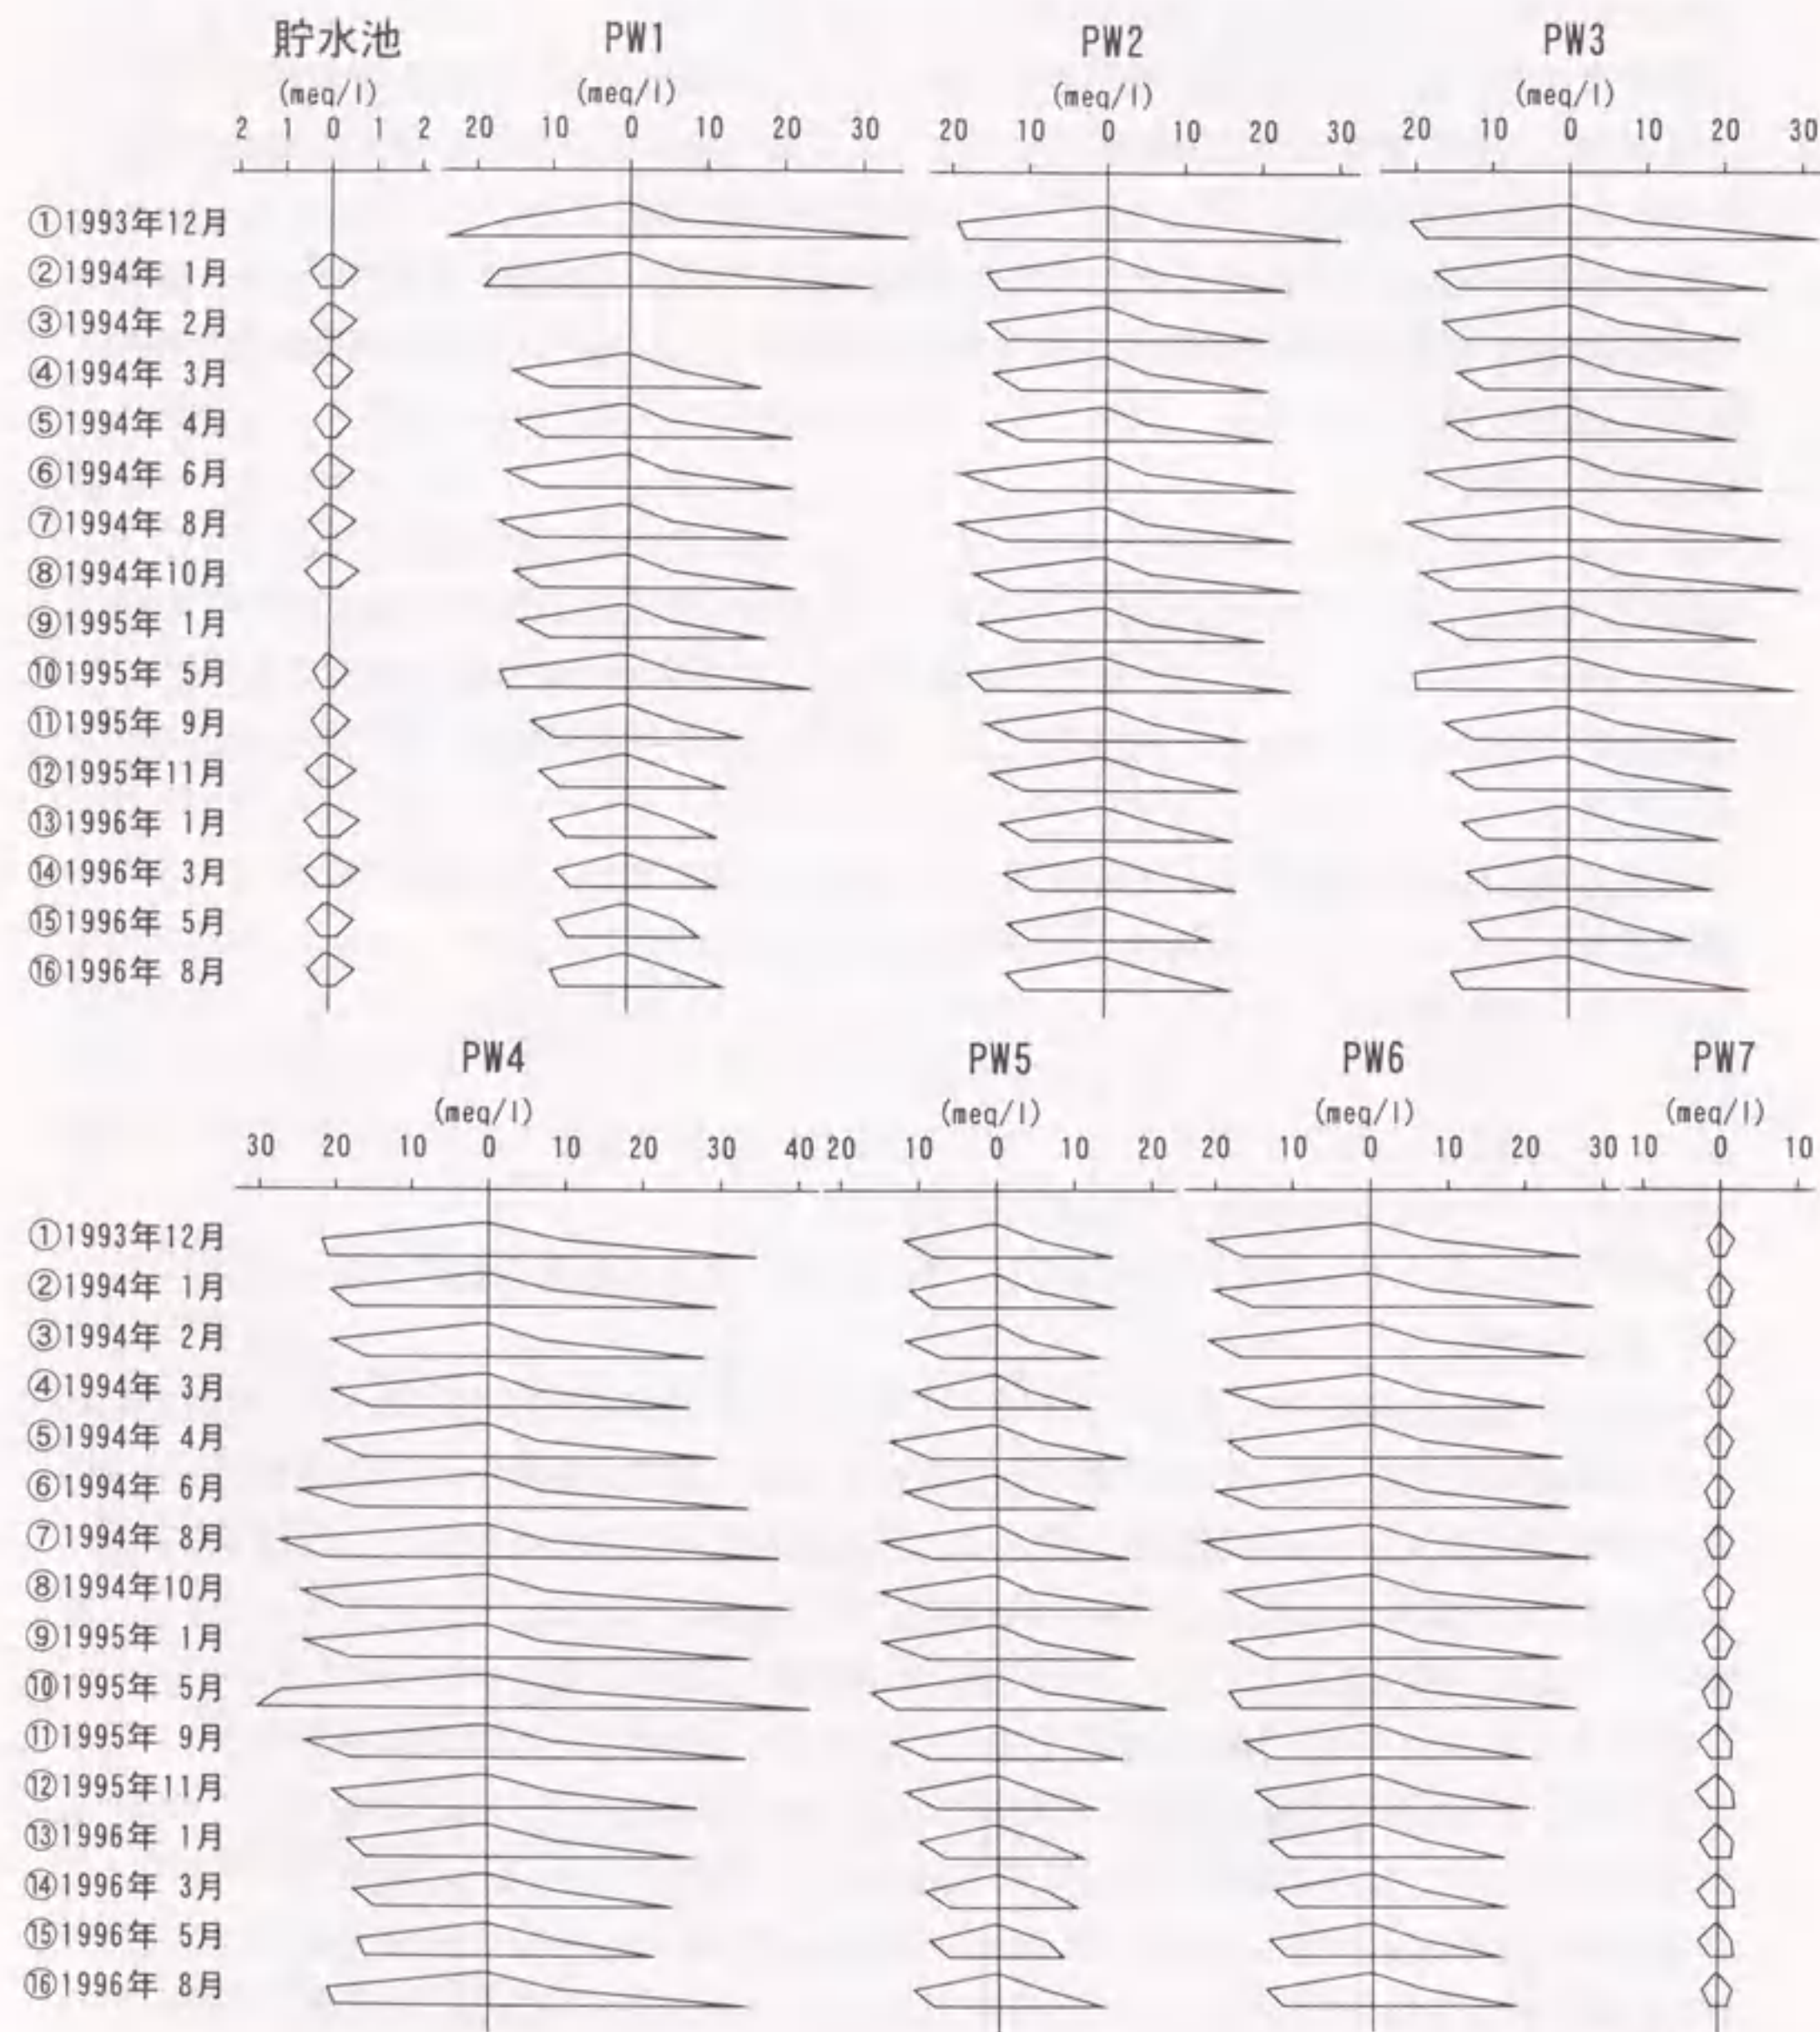 貯水池 PW1 PW2 PW3
(meq/l) (meq/l) (meq/l) (meq/l)
2 1 0 1 2 20 10 0 10 20 30 20 10 0 10 20 30 20 10 0 10 20 30
①1993年12月
②1994年 1月
③1994年 2月
④1994年 3月
⑤1994年 4月
⑥1994年 6月
⑦1994年 8月
⑧1994年10月
⑨1995年 1月
⑩1995年 5月
⑪1995年 9月
⑫1995年11月
⑬1996年 1月
⑭1996年 3月
⑮1996年 5月
⑯1996年 8月
PW4 PW5 PW6 PW7
(meq/l) (meq/l) (meq/l) (meq/l)
30 20 10 0 10 20 30 40 20 10 0 10 20 20 10 0 10 20 30 10 0 10
①1993年12月
②1994年 1月
③1994年 2月
④1994年 3月
⑤1994年 4月
⑥1994年 6月
⑦1994年 8月
⑧1994年10月
⑨1995年 1月
⑩1995年 5月
⑪1995年 9月
⑫1995年11月
⑬1996年 1月
⑭1996年 3月
⑮1996年 5月
⑯1996年 8月